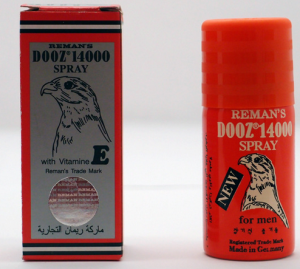 REMAN'S
DOOZ® 14000
SPRAY
with Vitamine E
Reman's Trade Mark
ماركة ريمان التجارية
REMAN'S
DOOZ® 14000
SPRAY
NEW
for men
Registered Trade Mark
Made in Germany